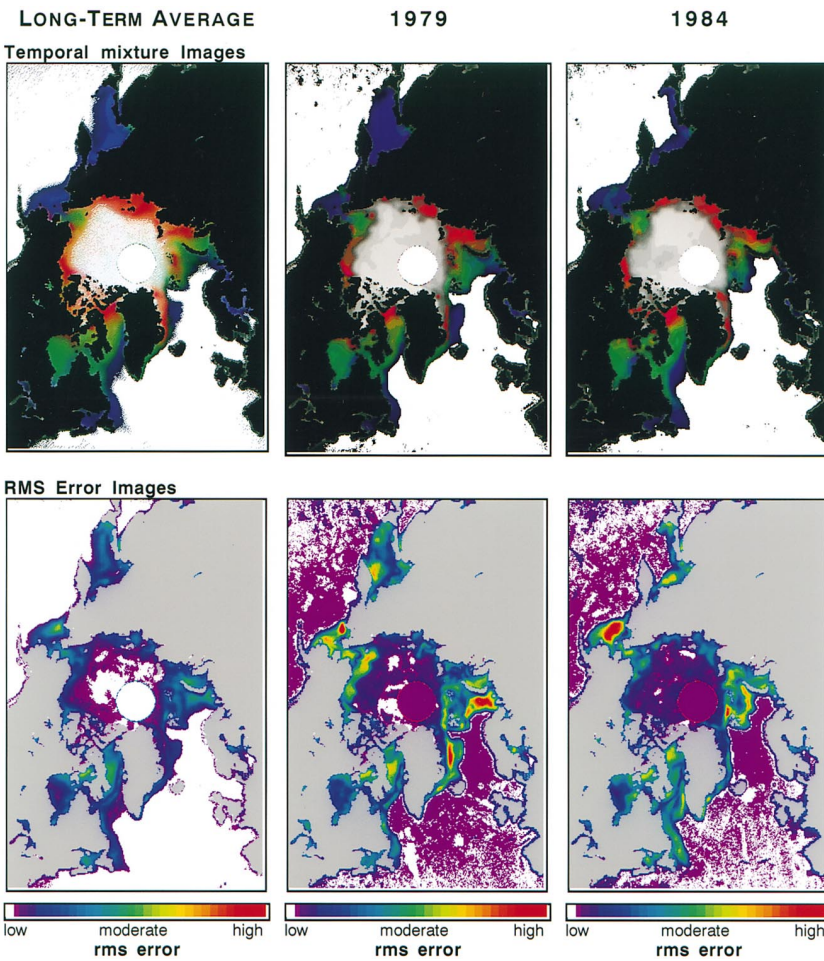 LONG-TERM AVERAGE
1979
1984
Temporal mixture Images
RMS Error Images
low moderate high
rms error
low moderate high
rms error
low moderate high
rms error